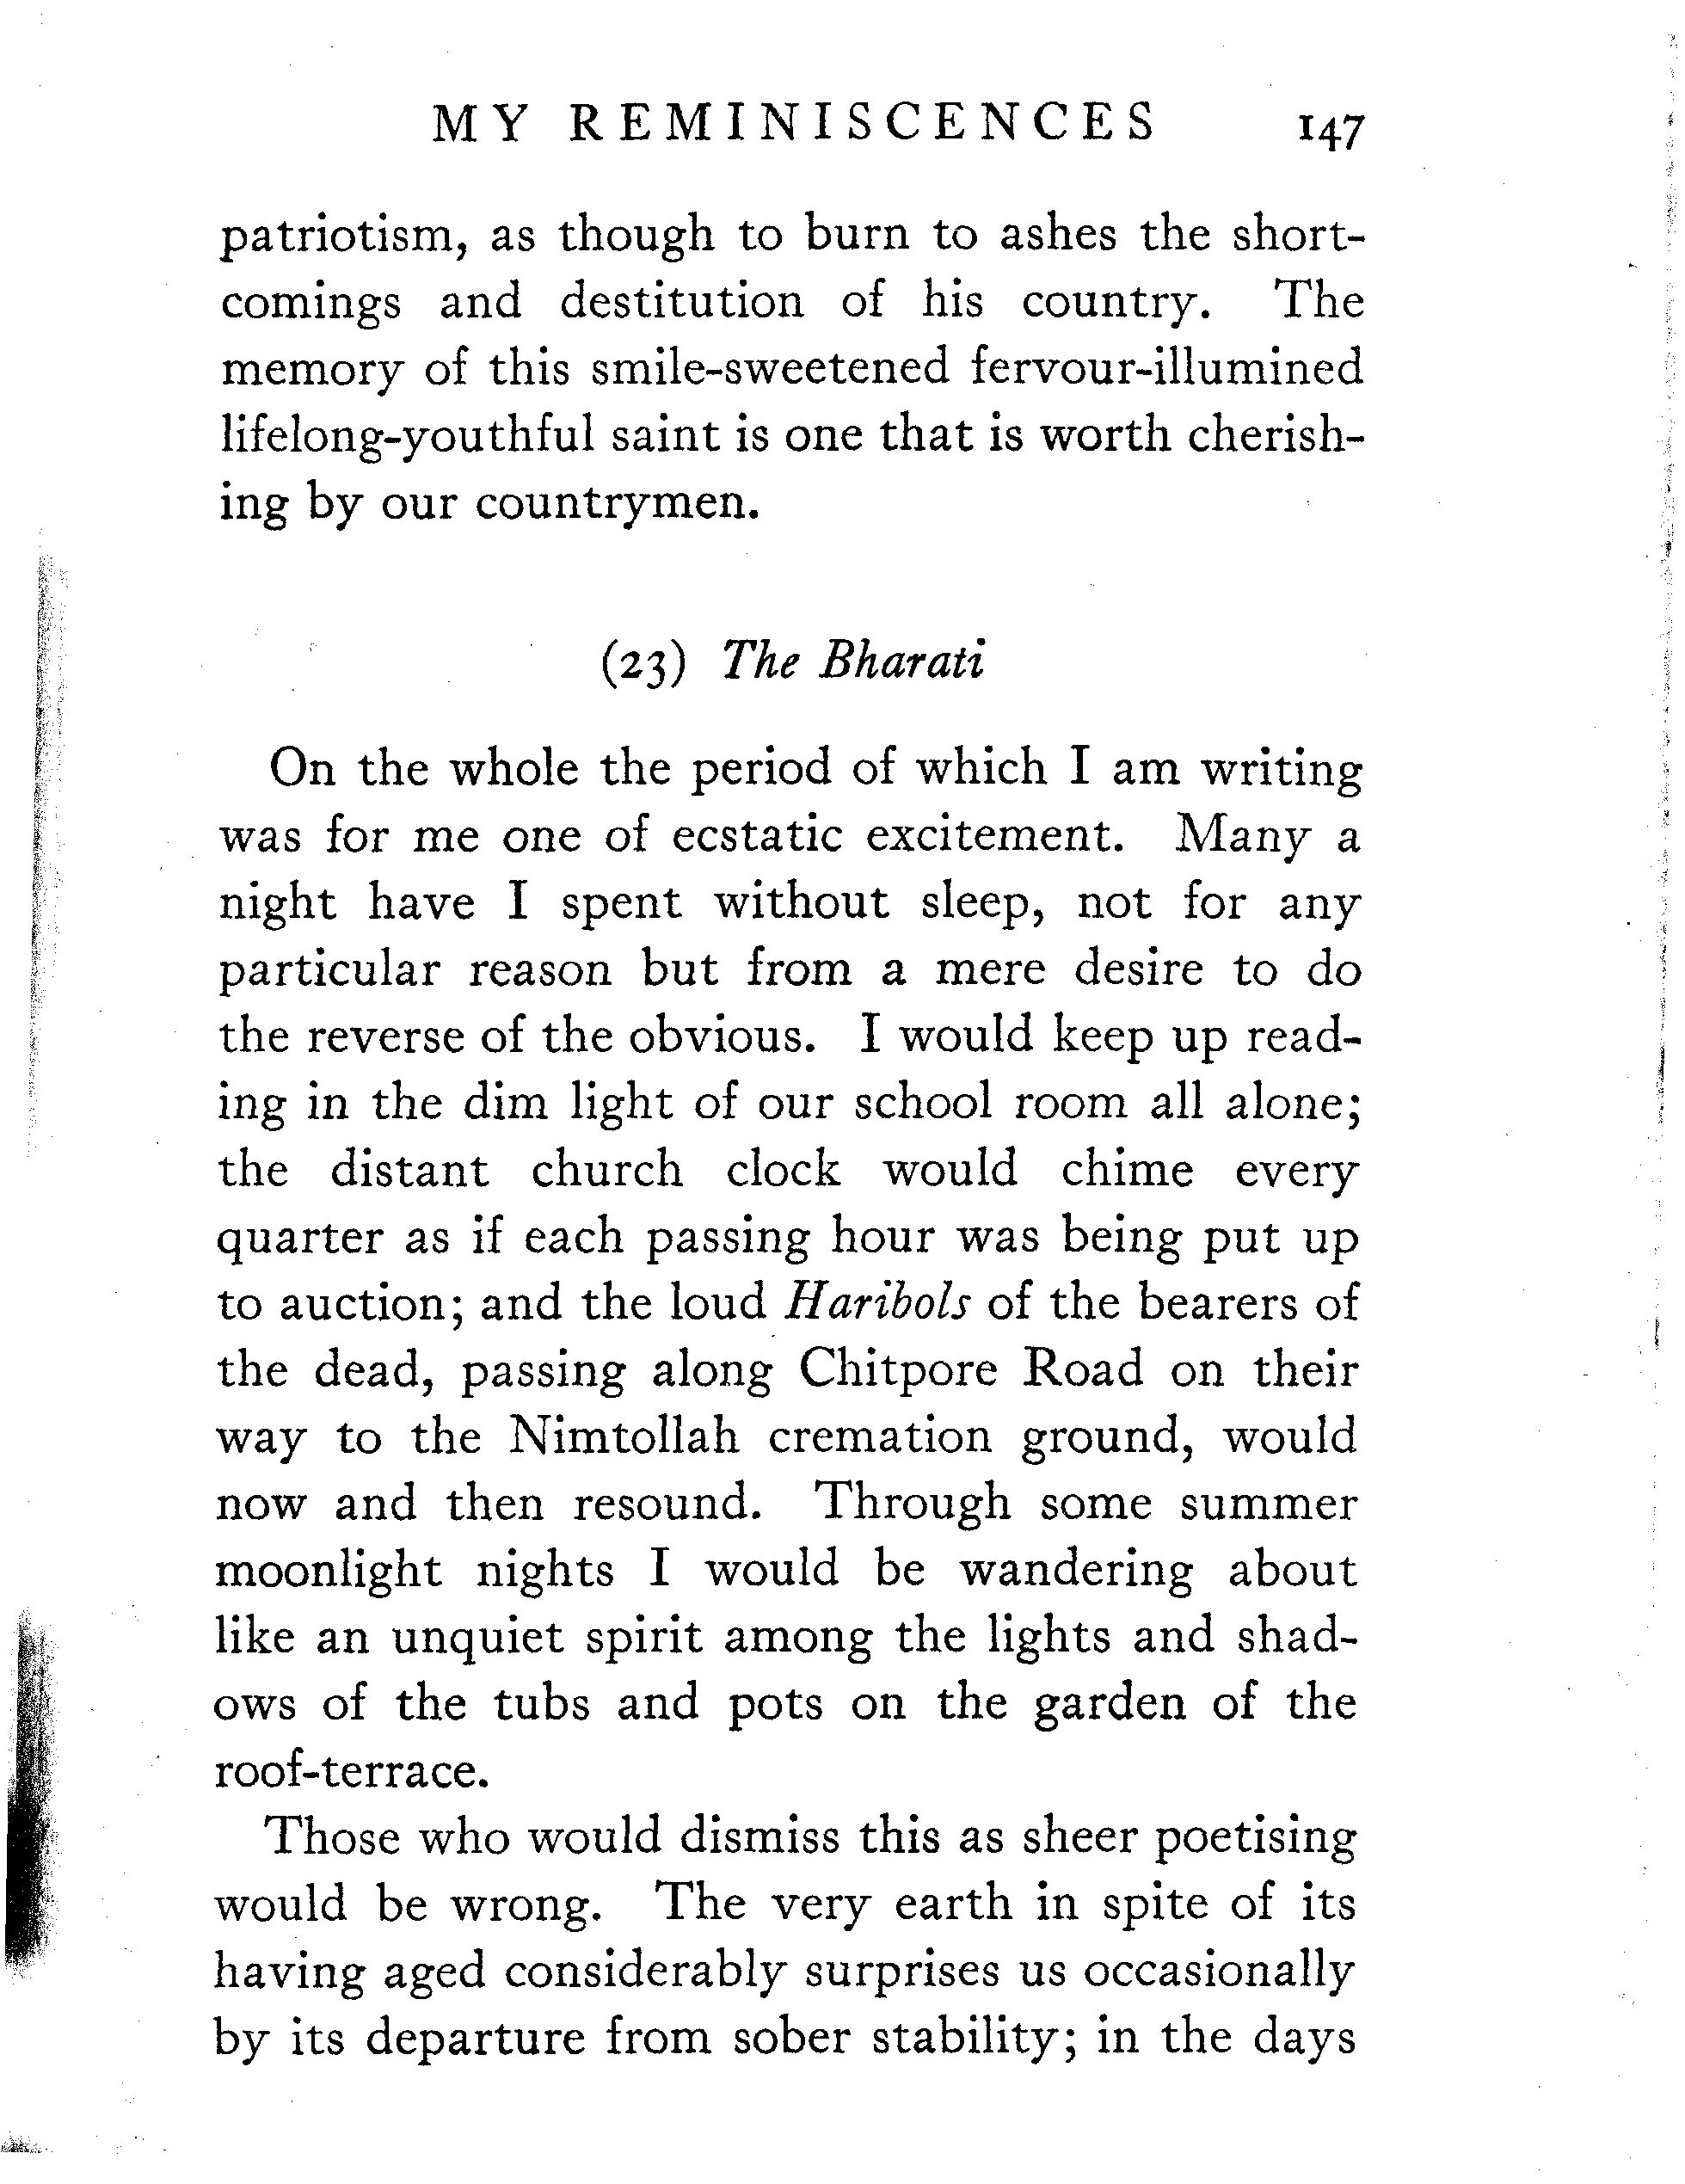 MY REMINISCENCES 147
patriotism, as though to burn to ashes the short-
comings and destitution of his country. The
memory of this smile-sweetened fervour-illumined
lifelong-youthful saint is one that is worth cherish-
ing by our countrymen.
(23) The Bharati
On the whole the period of which I am writing
was for me one of ecstatic excitement. Many a
night have I spent without sleep, not for any
particular reason but from a mere desire to do
the reverse of the obvious. I would keep up read-
ing in the dim light of our school room all alone;
the distant church clock would chime every
quarter as if each passing hour was being put up
to auction; and the loud Haribols of the bearers of
the dead, passing along Chitpore Road on their
way to the Nimtollah cremation ground, would
now and then resound. Through some summer
moonlight nights I would be wandering about
like an unquiet spirit among the lights and shad-
ows of the tubs and pots on the garden of the
roof-terrace.
Those who would dismiss this as sheer poetising
would be wrong. The very earth in spite of its
having aged considerably surprises us occasionally
by its departure from sober stability; in the days